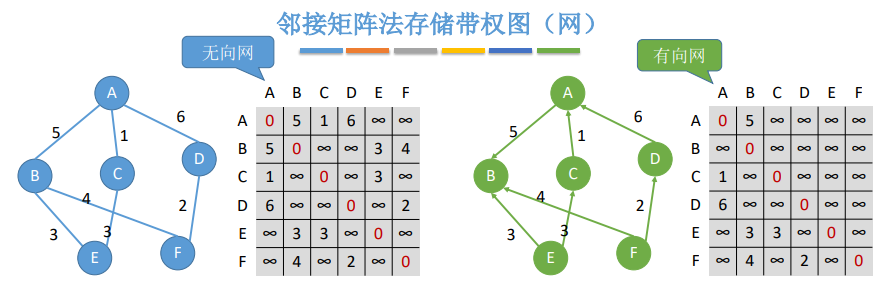 邻接矩阵法存储带权图（网）
无向网
A
5
1
6
B
C
D
4
2
3
3
E
F
A B C D E F
A 0 5 1 6 ∞ ∞
B 5 0 ∞ ∞ 3 4
C 1 ∞ 0 ∞ 3 ∞
D 6 ∞ ∞ 0 ∞ 2
E ∞ 3 3 ∞ 0 ∞
F ∞ 4 ∞ 2 ∞ 0
有向网
A
5
1
6
B
C
D
4
2
3
3
E
F
A B C D E F
A 0 5 ∞ ∞ ∞ ∞
B ∞ 0 ∞ ∞ ∞ ∞
C 1 ∞ 0 ∞ ∞ ∞
D 6 ∞ ∞ 0 ∞ ∞
E ∞ 3 3 ∞ 0 ∞
F ∞ 4 ∞ 2 ∞ 0